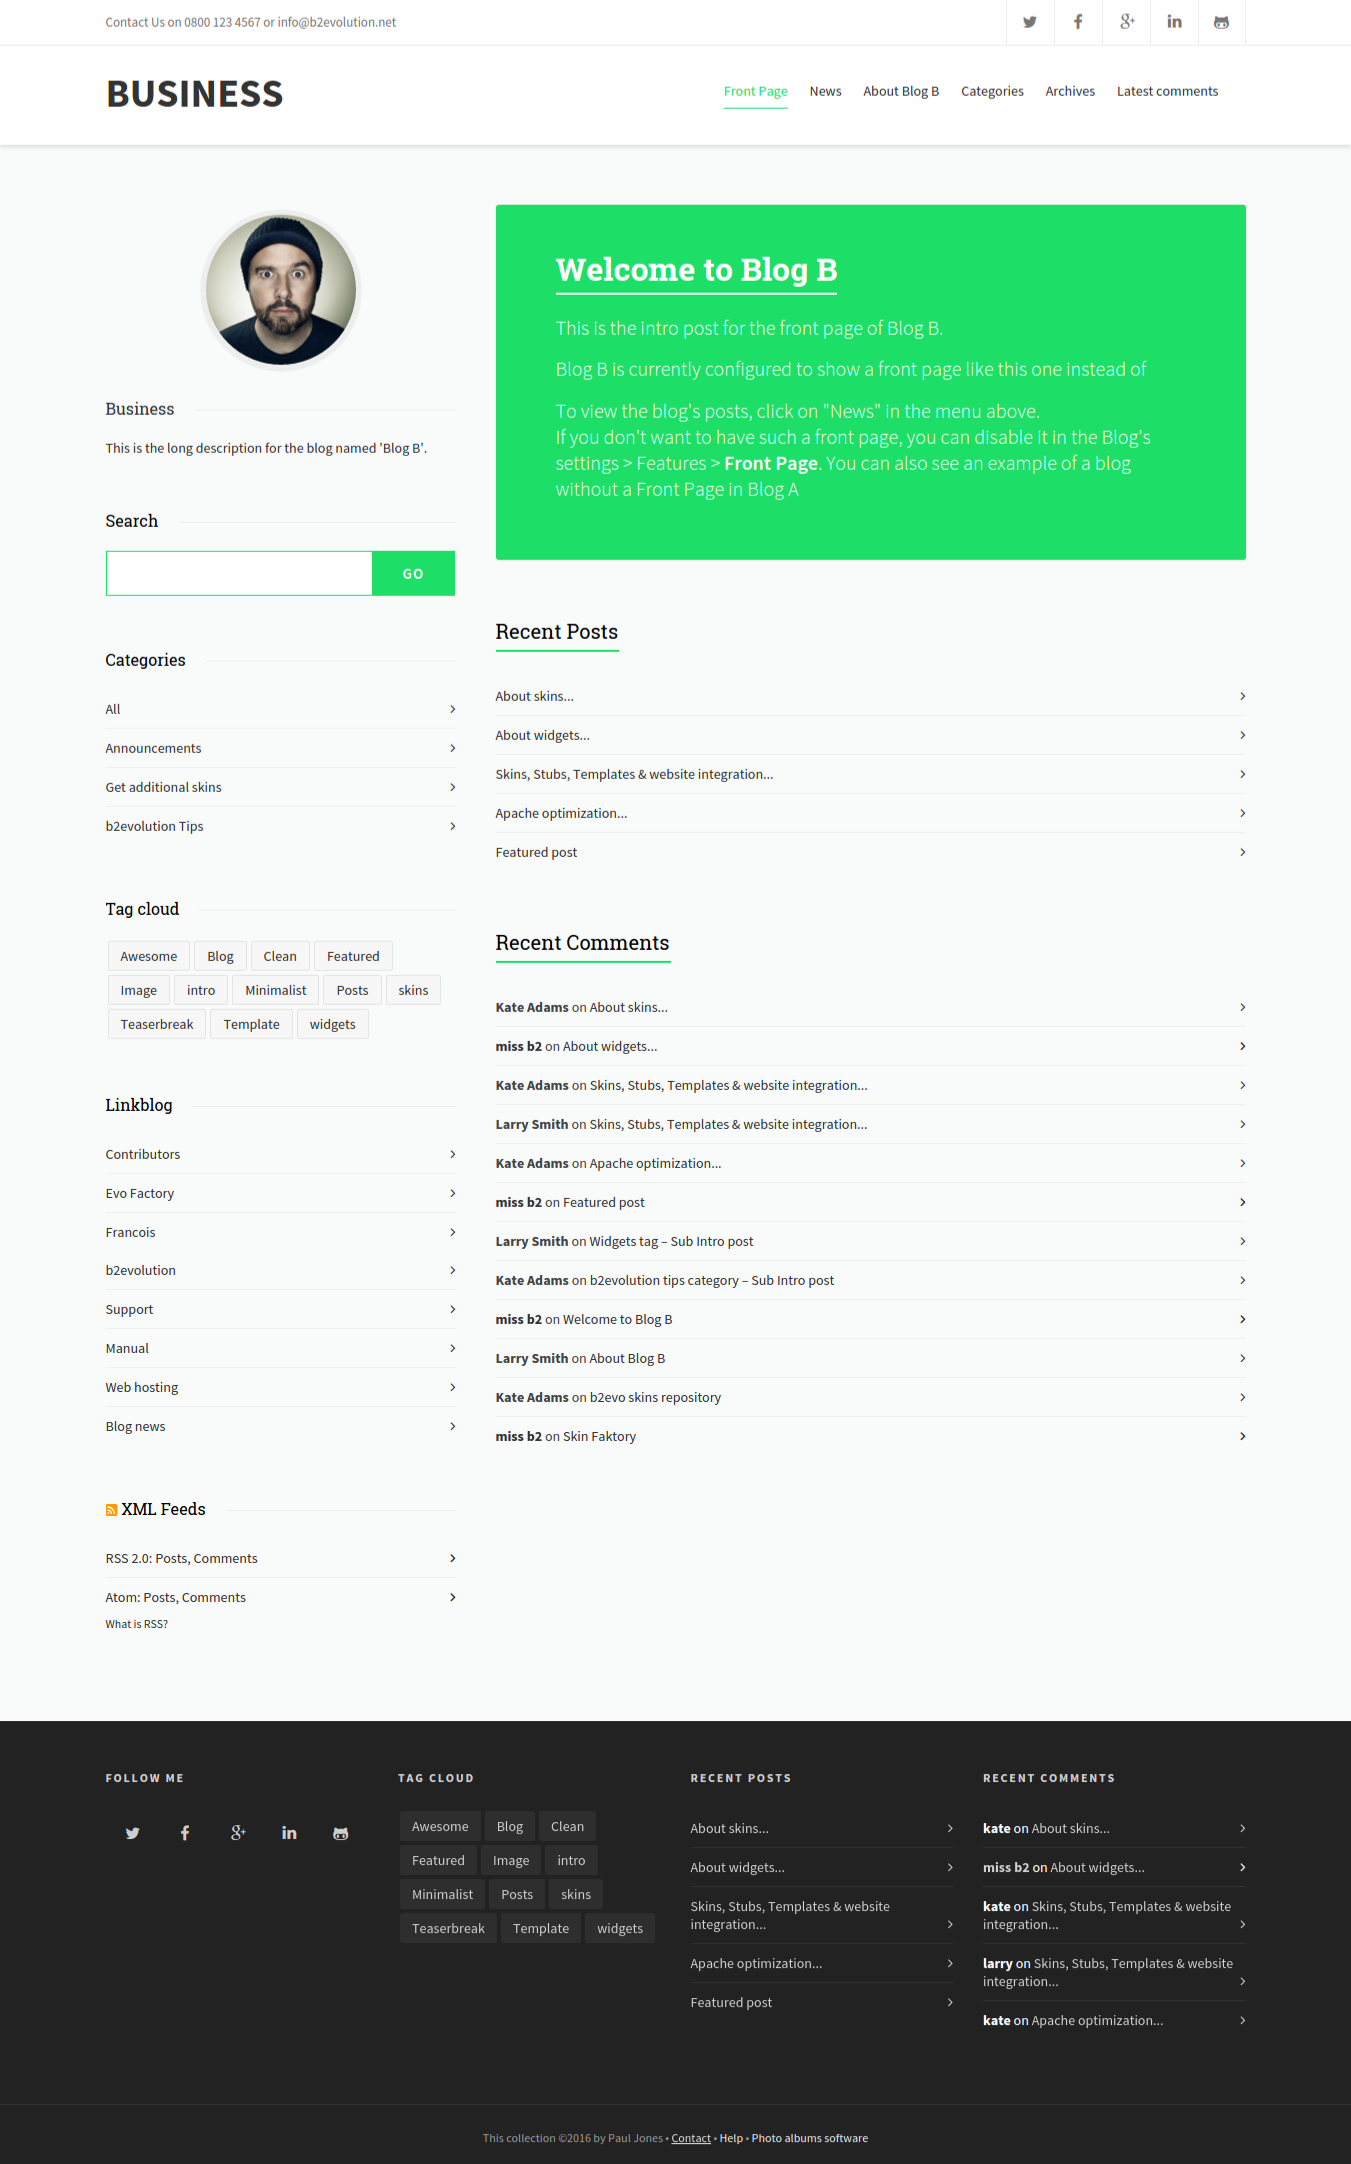 Contact Us on 0800 123 4567 or info@b2evolution.net
BUSINESS
Front Page News About Blog B Categories Archives Latest comments
Business
This is the long description for the blog named 'Blog B'.
Search
GO
Categories
All
Announcements
Get additional skins
b2evolution Tips
Tag cloud
Awesome Blog Clean Featured
Image intro Minimalist Posts skins
Teaserbreak Template widgets
Linkblog
Contributors
Evo Factory
Francois
b2evolution
Support
Manual
Web hosting
Blog news
XML Feeds
RSS 2.0: Posts, Comments
Atom: Posts, Comments
What is RSS?
Welcome to Blog B
This is the intro post for the front page of Blog B.
Blog B is currently configured to show a front page like this one instead of
To view the blog's posts, click on "News" in the menu above.
If you don't want to have such a front page, you can disable it in the Blog's
settings > Features > Front Page. You can also see an example of a blog
without a Front Page in Blog A
Recent Posts
About skins...
About widgets...
Skins, Stubs, Templates & website integration...
Apache optimization...
Featured post
Recent Comments
Kate Adams on About skins...
miss b2 on About widgets...
Kate Adams on Skins, Stubs, Templates & website integration...
Larry Smith on Skins, Stubs, Templates & website integration...
Kate Adams on Apache optimization...
miss b2 on Featured post
Larry Smith on Widgets tag – Sub Intro post
Kate Adams on b2evolution tips category – Sub Intro post
miss b2 on Welcome to Blog B
Larry Smith on About Blog B
Kate Adams on b2evo skins repository
miss b2 on Skin Faktory
FOLLOW ME
TAG CLOUD
Awesome Blog Clean
Featured Image intro
Minimalist Posts skins
Teaserbreak Template widgets
RECENT POSTS
About skins...
About widgets...
Skins, Stubs, Templates & website
integration...
Apache optimization...
Featured post
RECENT COMMENTS
kate on About skins...
miss b2 on About widgets...
kate on Skins, Stubs, Templates & website
integration...
larry on Skins, Stubs, Templates & website
integration...
kate on Apache optimization...
This collection ©2016 by Paul Jones • Contact • Help • Photo albums software